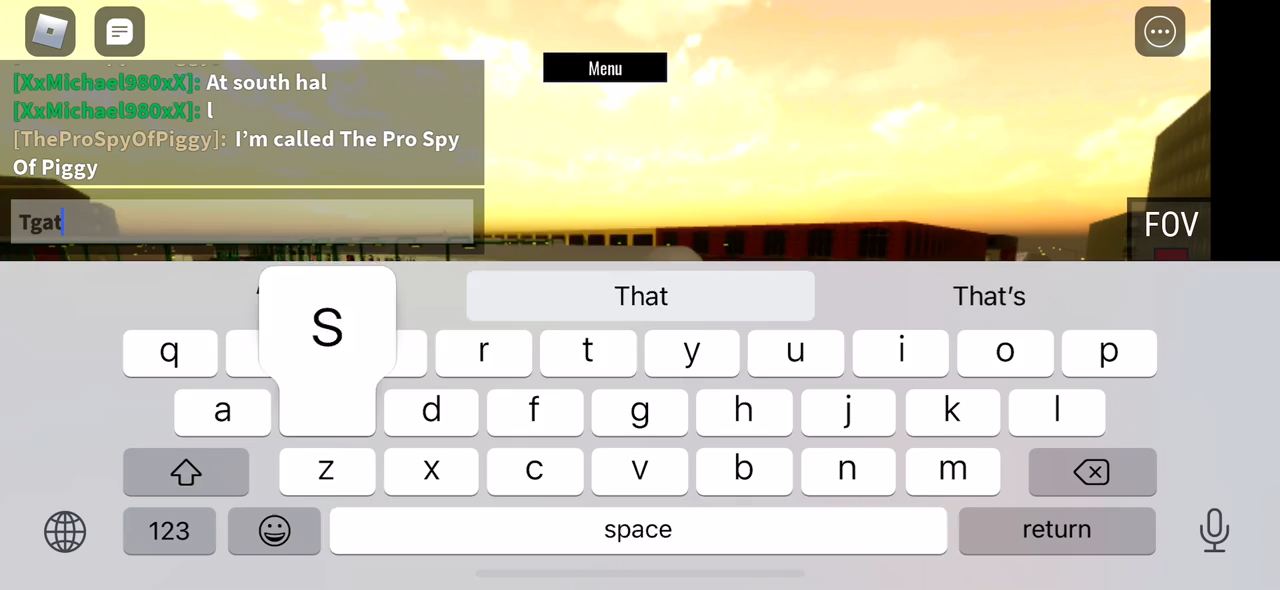 Menu
[XxMichael980xX]: At south hal
[XxMichael980xX]: l
[TheProSpyOfPiggy]: I'm called The Pro Spy
Of Piggy
Tgat
FOV
That That's
S
q r t y u i o p
a d f g h j k l
z x c v b n m
123 space return